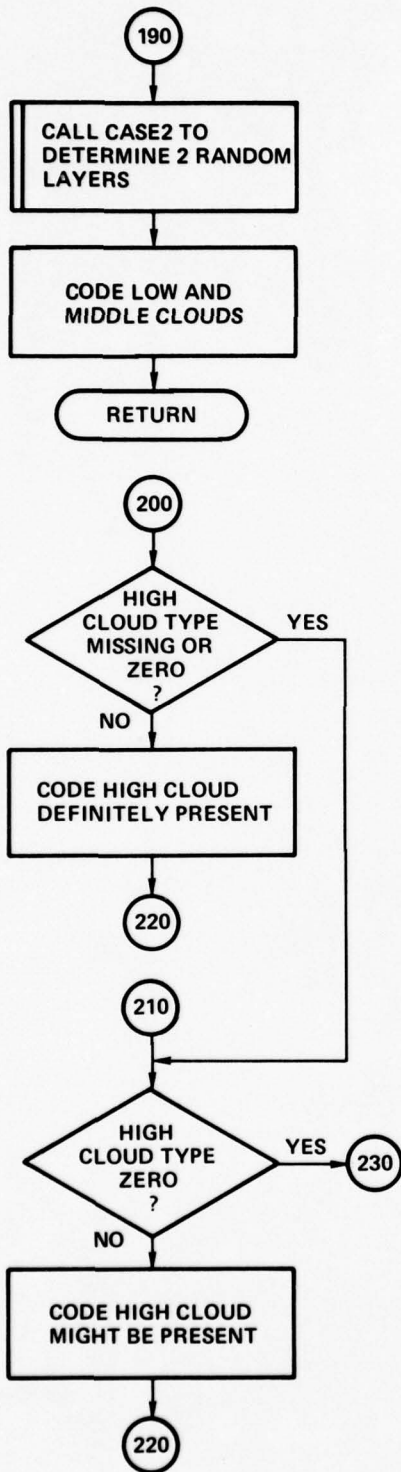 190
CALL CASE2 TO
DETERMINE 2 RANDOM
LAYERS
CODE LOW AND
MIDDLE CLOUDS
RETURN
200
HIGH
CLOUD TYPE
MISSING OR
ZERO
?
YES
NO
CODE HIGH CLOUD
DEFINITELY PRESENT
220
210
HIGH
CLOUD TYPE
ZERO
?
YES
230
NO
CODE HIGH CLOUD
MIGHT BE PRESENT
220